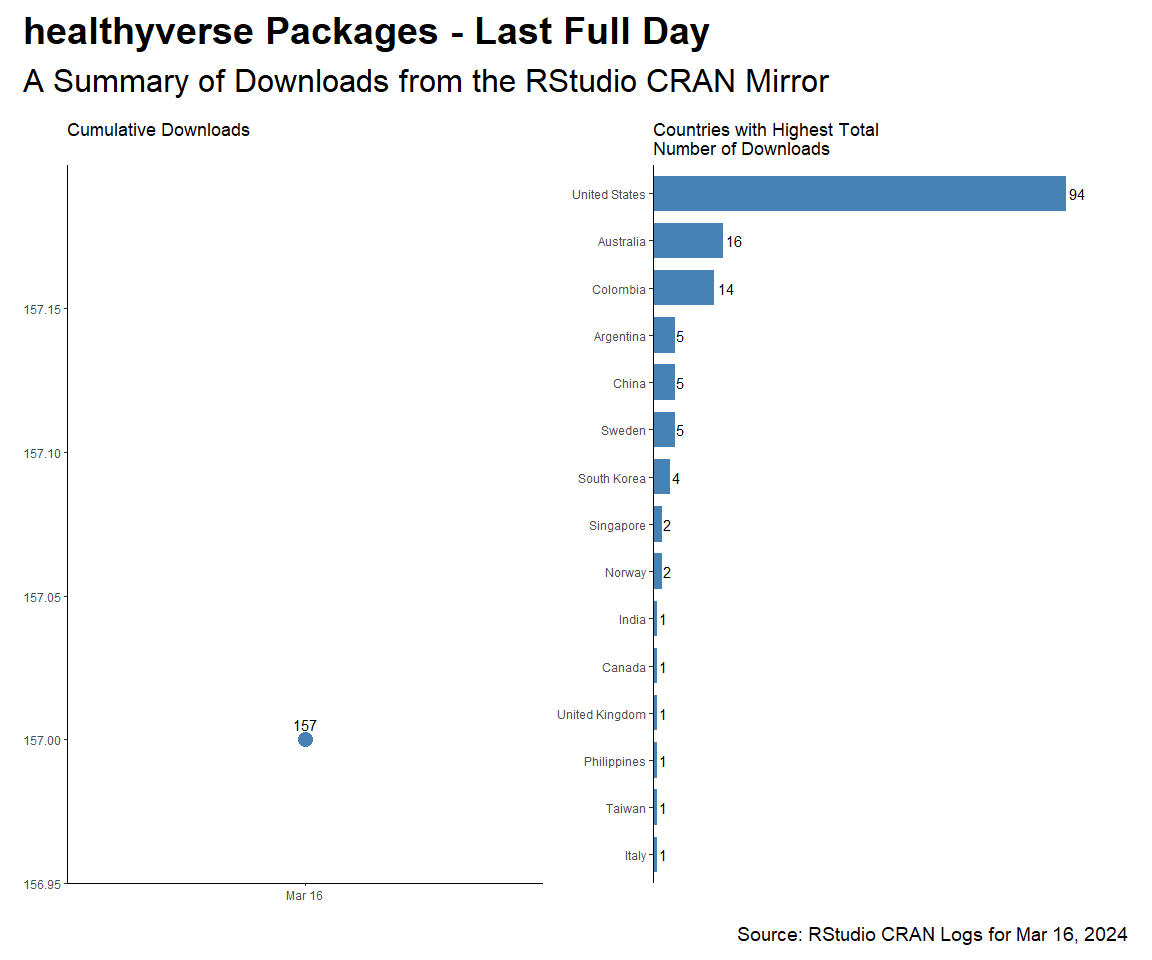 healthyverse Packages - Last Full Day
A Summary of Downloads from the RStudio CRAN Mirror
Cumulative Downloads
157.15
157.10
157.05
157.00
156.95
157
Mar 16
Countries with Highest Total
Number of Downloads
United States 94
Australia 16
Colombia 14
Argentina 5
China 5
Sweden 5
South Korea 4
Singapore 2
Norway 2
India 1
Canada 1
United Kingdom 1
Philippines 1
Taiwan 1
Italy 1
Source: RStudio CRAN Logs for Mar 16, 2024